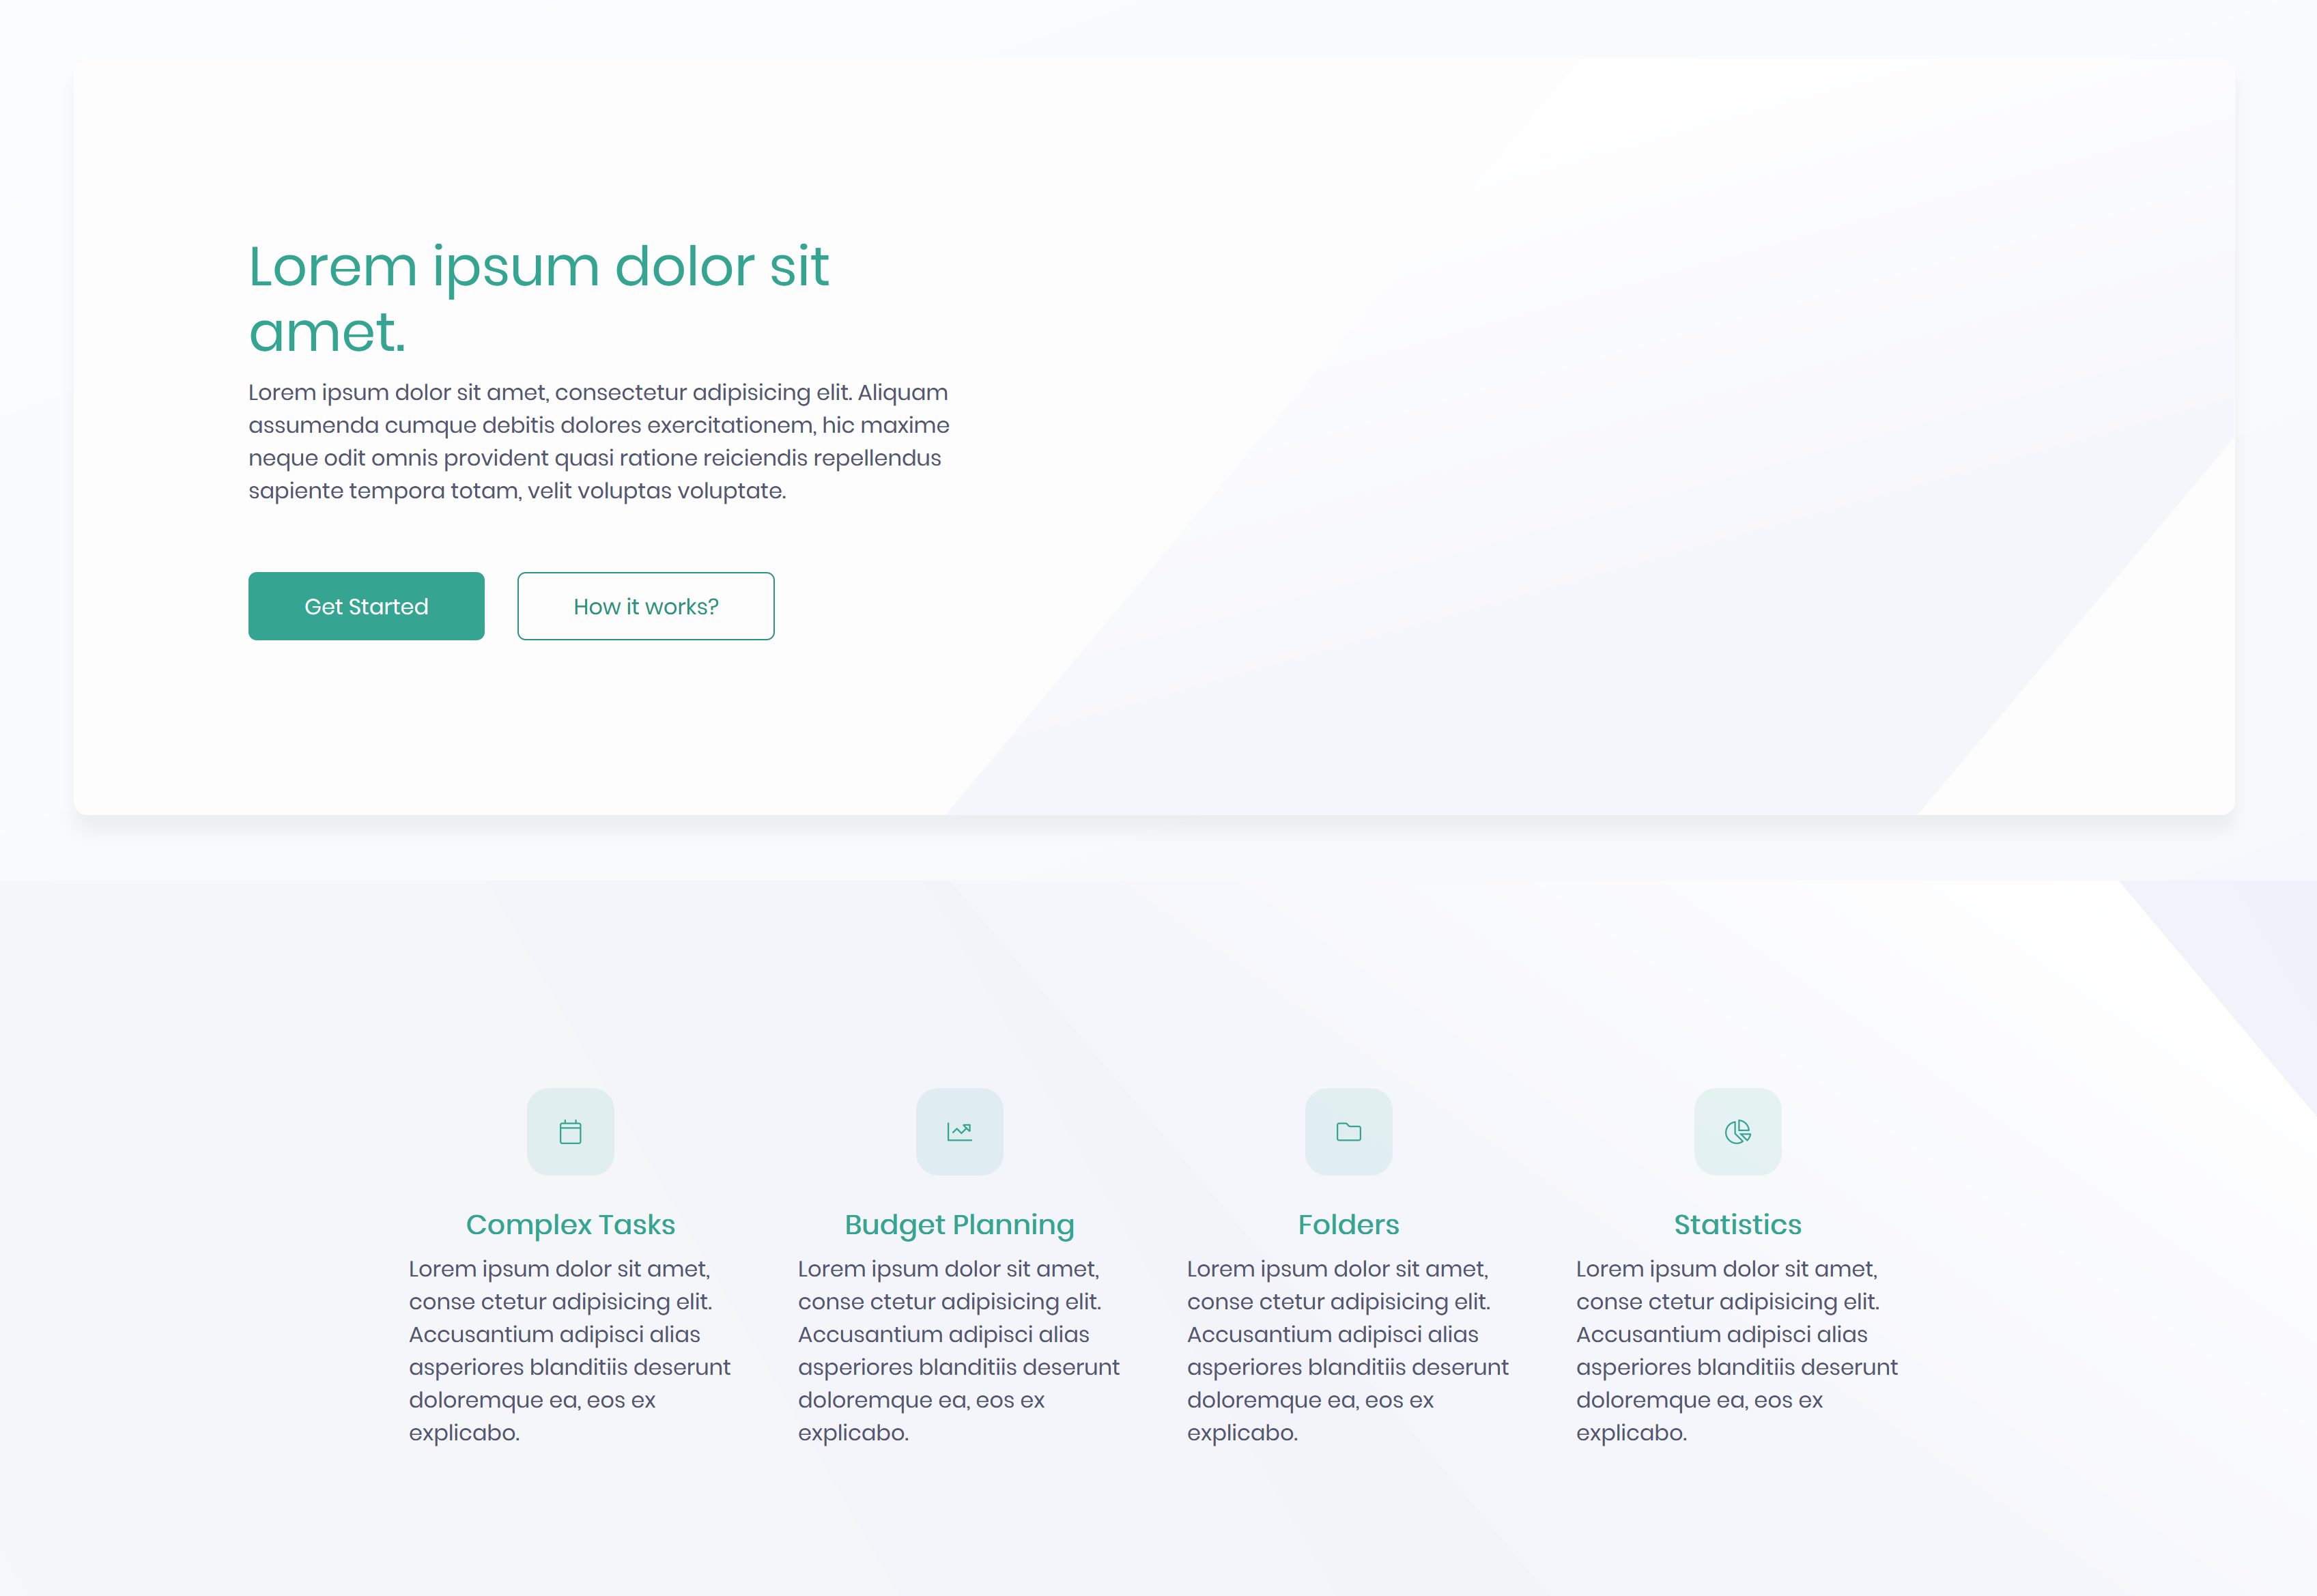 Lorem ipsum dolor sit
amet.
Lorem ipsum dolor sit amet, consectetur adipisicing elit. Aliquam
assumenda cumque debitis dolores exercitationem, hic maxime
neque odit omnis provident quasi ratione reiciendis repellendus
sapiente tempora totam, velit voluptas voluptate.
Get Started
How it works?
Complex Tasks
Lorem ipsum dolor sit amet,
conse ctetur adipisicing elit.
Accusantium adipisci alias
asperiores blanditiis deserunt
doloremque ea, eos ex
explicabo.
Budget Planning
Lorem ipsum dolor sit amet,
conse ctetur adipisicing elit.
Accusantium adipisci alias
asperiores blanditiis deserunt
doloremque ea, eos ex
explicabo.
Folders
Lorem ipsum dolor sit amet,
conse ctetur adipisicing elit.
Accusantium adipisci alias
asperiores blanditiis deserunt
doloremque ea, eos ex
explicabo.
Statistics
Lorem ipsum dolor sit amet,
conse ctetur adipisicing elit.
Accusantium adipisci alias
asperiores blanditiis deserunt
doloremque ea, eos ex
explicabo.